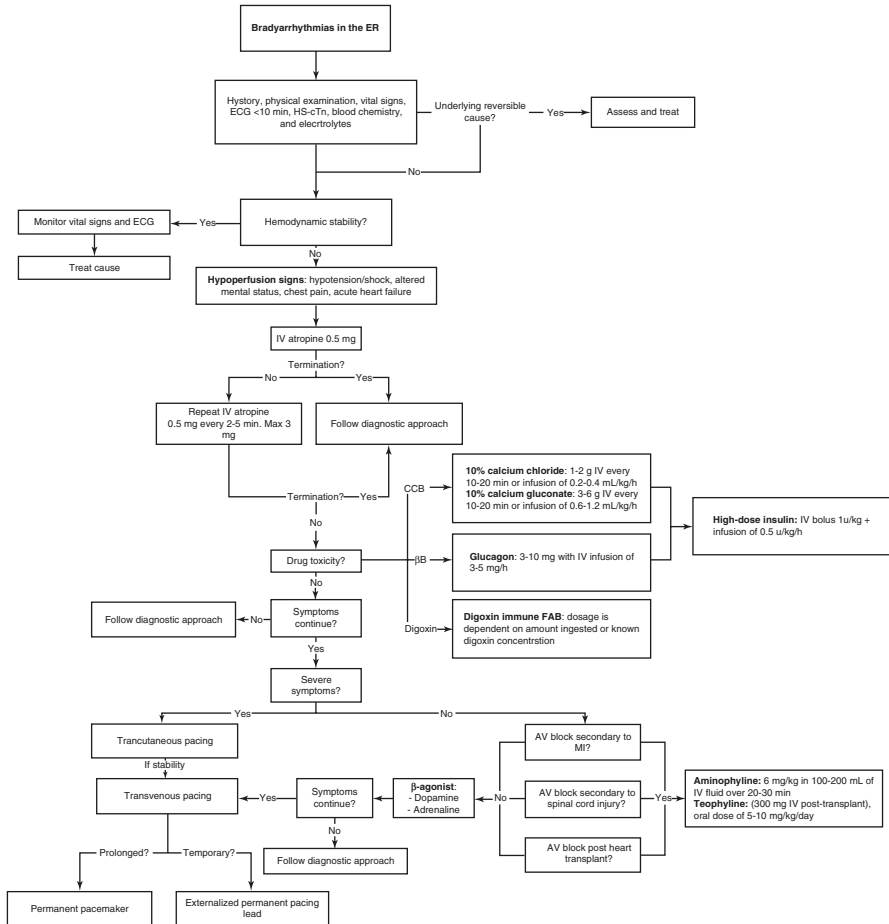 Bradyarrhythmias in the ER
Hystory, physical examination, vital signs,
ECG <10 min, HS-cTn, blood chemistry,
and elecrtrolytes
Underlying reversible
cause?
Yes
Assess and treat
No
Hemodynamic stability?
Yes
Monitor vital signs and ECG
Treat cause
No
Hypoperfusion signs: hypotension/shock, altered
mental status, chest pain, acute heart failure
IV atropine 0.5 mg
Termination?
No
Yes
Repeat IV atropine
0.5 mg every 2-5 min. Max 3
mg
Follow diagnostic approach
Termination?
Yes
No
Drug toxicity?
CCB
10% calcium chloride: 1-2 g IV every
10-20 min or infusion of 0.2-0.4 mL/kg/h
10% calcium gluconate: 3-6 g IV every
10-20 min or infusion of 0.6-1.2 mL/kg/h
βB
Glucagon: 3-10 mg with IV infusion of
3-5 mg/h
High-dose insulin: IV bolus 1u/kg +
infusion of 0.5 u/kg/h
Digoxin
Digoxin immune FAB: dosage is
dependent on amount ingested or known
digoxin concentrstion
No
Symptoms
continue?
No
Follow diagnostic approach
Yes
Severe
symptoms?
Yes
No
Trancutaneous pacing
If stability
Transvenous pacing
AV block secondary to
MI?
AV block secondary to
spinal cord injury?
AV block post heart
transplant?
Yes
Aminophyline: 6 mg/kg in 100-200 mL of
IV fluid over 20-30 min
Teophyline: (300 mg IV post-transplant),
oral dose of 5-10 mg/kg/day
No
β-agonist:
- Dopamine
- Adrenaline
Symptoms
continue?
Yes
No
Follow diagnostic approach
Prolonged?
Temporary?
Permanent pacemaker
Externalized permanent pacing
lead